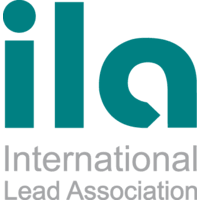 ila
International
Lead Association